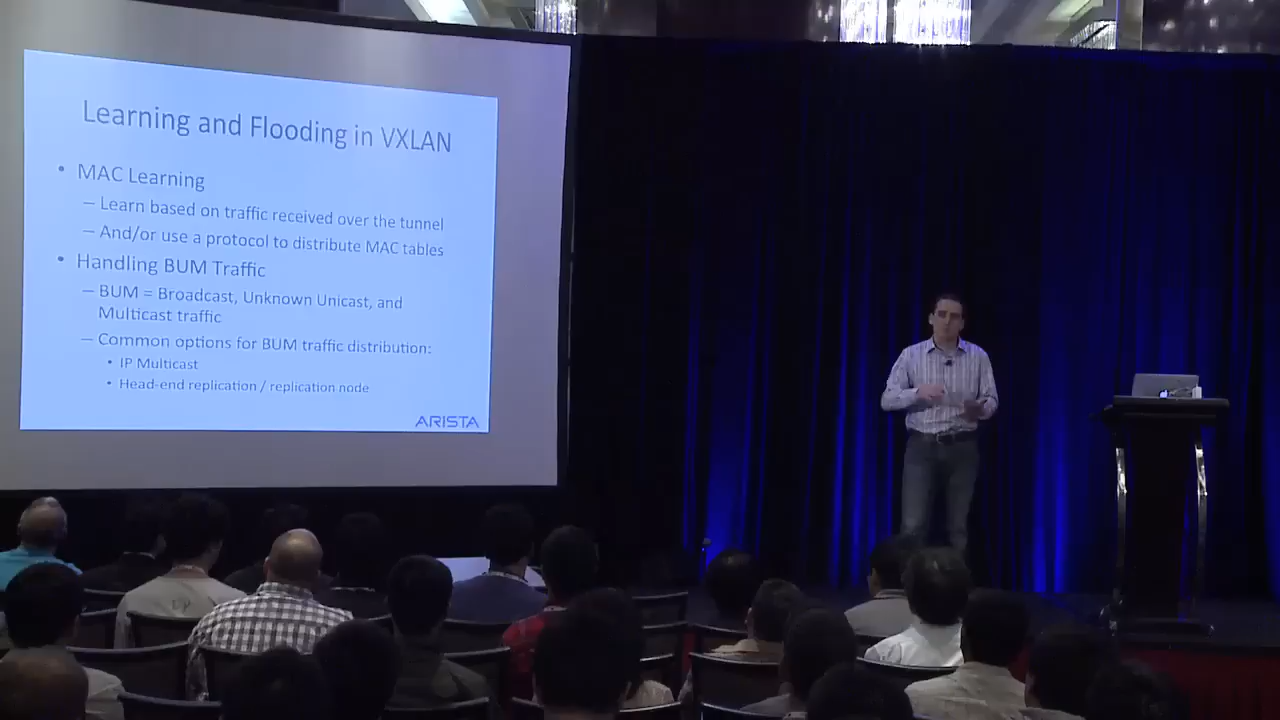 Learning and Flooding in VXLAN
• MAC Learning
– Learn based on traffic received over the tunnel
– And/or use a protocol to distribute MAC tables
• Handling BUM Traffic
– BUM = Broadcast, Unknown Unicast, and
Multicast traffic
– Common options for BUM traffic distribution:
• IP Multicast
• Head-end replication / replication node
ARISTA